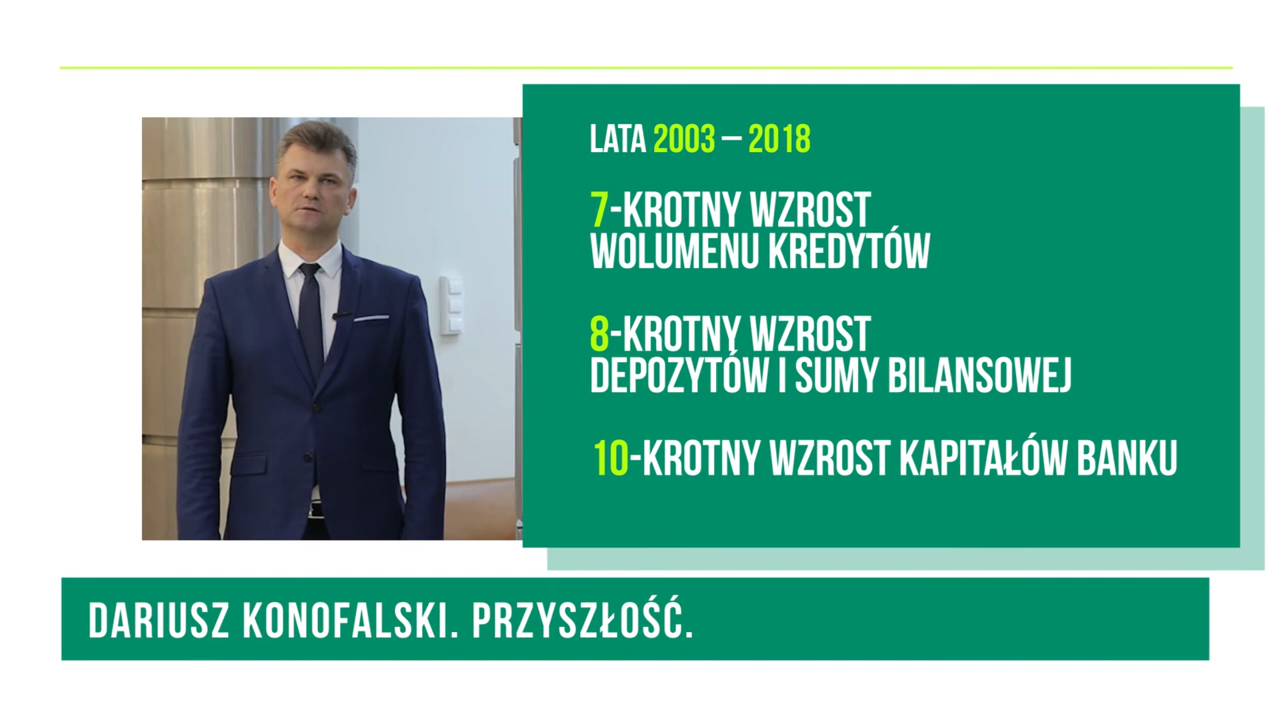 LATA 2003 – 2018
7-KROTNY WZROST
WOLUMENU KREDYTÓW
8-KROTNY WZROST
DEPOZYTÓW I SUMY BILANSOWEJ
10-KROTNY WZROST KAPITAŁÓW BANKU
DARIUSZ KONOFALSKI. PRZYSZŁOŚĆ.